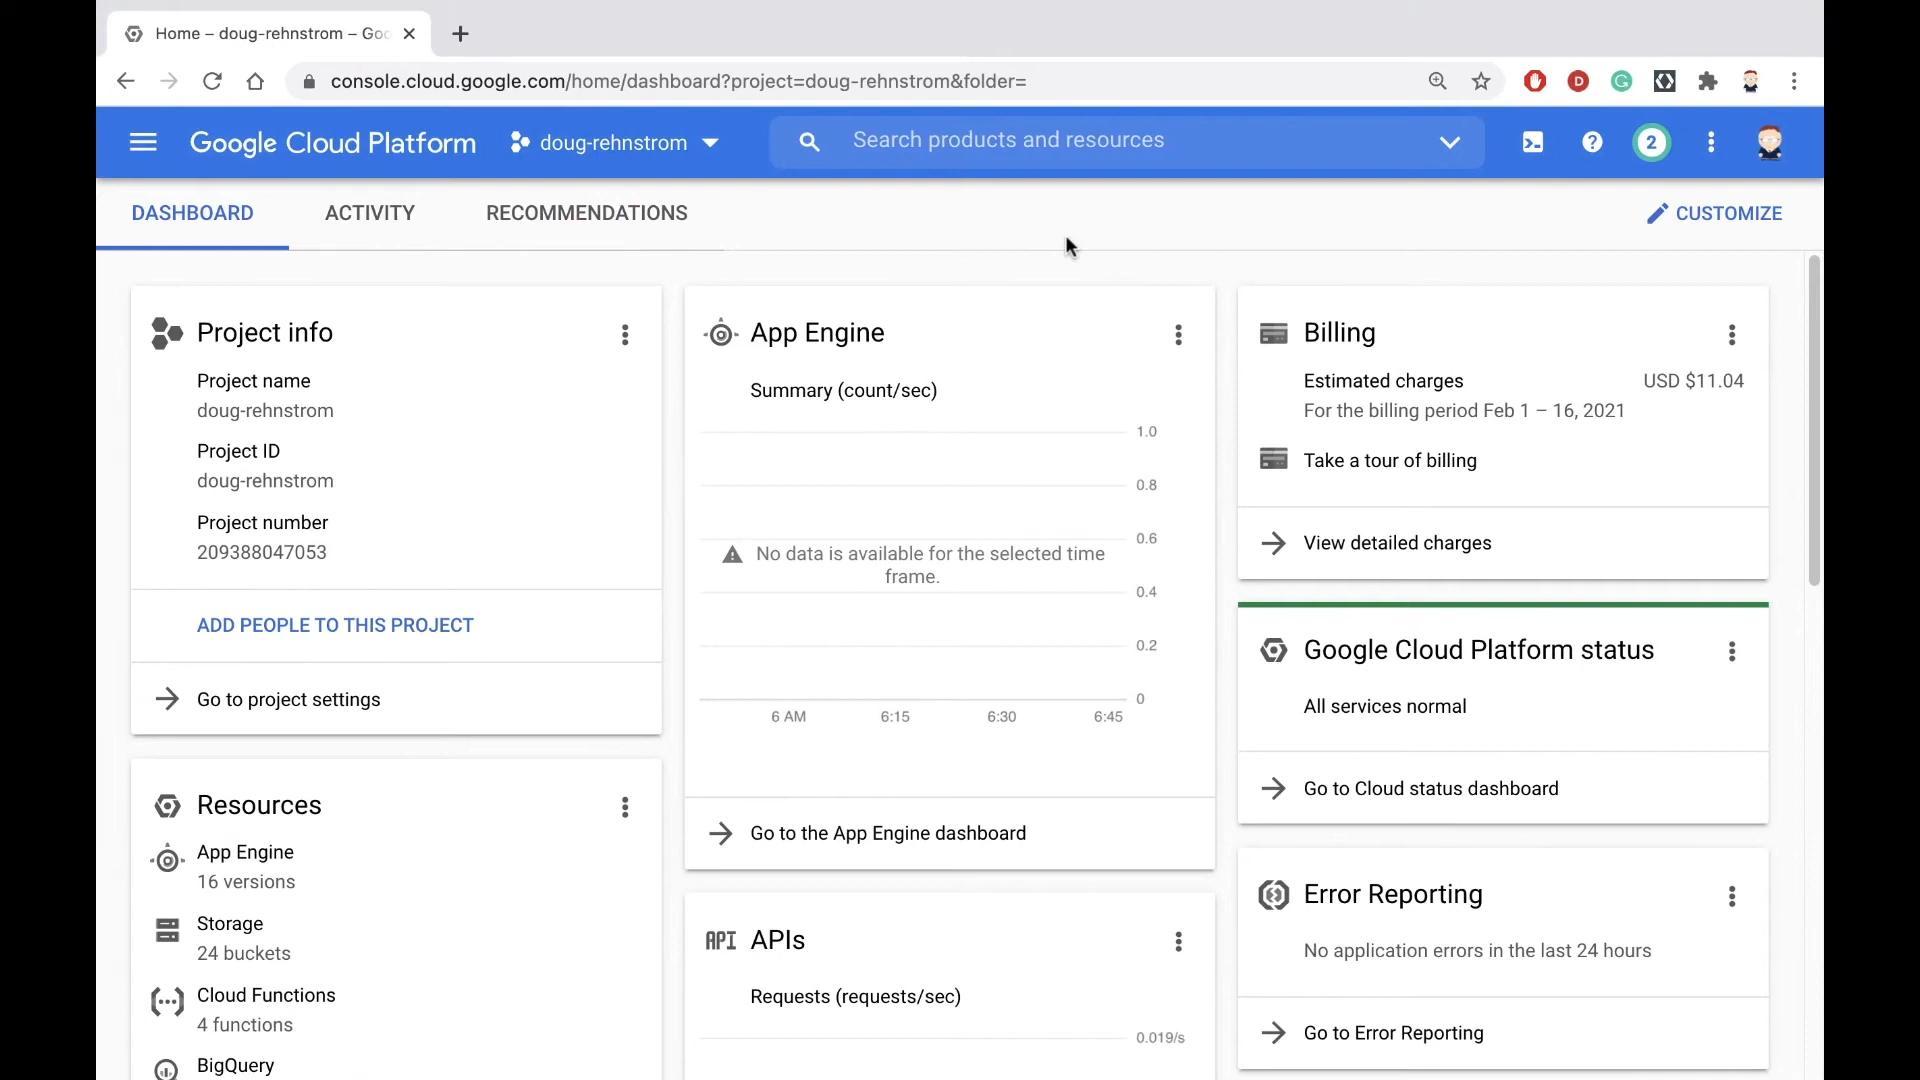 Home – doug-rehnstrom – Goo
console.cloud.google.com/home/dashboard?project=doug-rehnstrom&folder=
D
G
Google Cloud Platform
doug-rehnstrom
Search products and resources
2
DASHBOARD
ACTIVITY
RECOMMENDATIONS
CUSTOMIZE
Project info
Project name
doug-rehnstrom
Project ID
doug-rehnstrom
Project number
209388047053
ADD PEOPLE TO THIS PROJECT
Go to project settings
Resources
App Engine
16 versions
Storage
24 buckets
Cloud Functions
4 functions
BigQuery
App Engine
Summary (count/sec)
1.0
0.8
0.6
No data is available for the selected time
frame.
0.4
0.2
0
6 AM
6:15
6:30
6:45
Go to the App Engine dashboard
API
APIs
Requests (requests/sec)
0.019/s
Billing
Estimated charges
USD $11.04
For the billing period Feb 1 – 16, 2021
Take a tour of billing
View detailed charges
Google Cloud Platform status
All services normal
Go to Cloud status dashboard
Error Reporting
No application errors in the last 24 hours
Go to Error Reporting